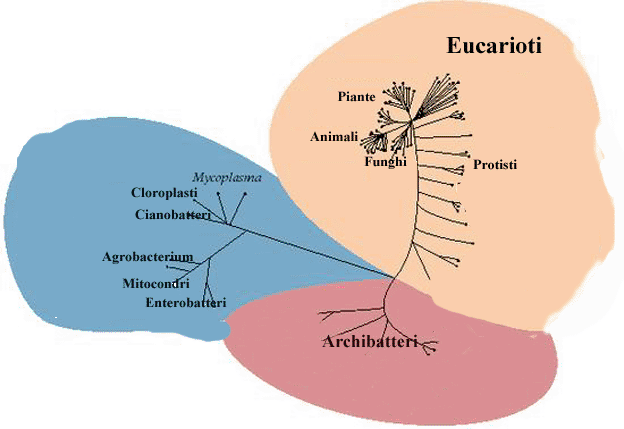 Eucarioti
Piante
Animali
Funghi
Protisti
Mycoplasma
Cloroplasti
Cianobatteri
Agrobacterium
Mitocondri
Enterobatteri
Archibatteri